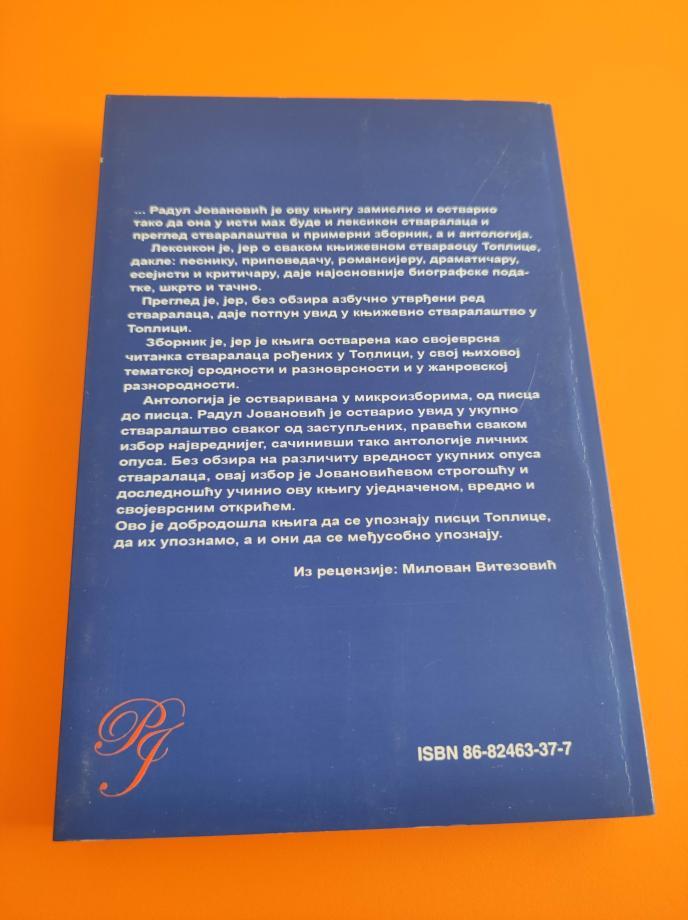 ... Радул Јовановић је ову књигу замислио и остварио
тако да она у исти мах буде и лексикон стваралаца и
преглед стваралаштва и примерни зборник, а и антологија.
Лексикон је, јер о сваком књижевном ствараоцу Топлице,
дакле: песнику, приповедачу, романсијеру, драматичару,
есејисти и критичару, даје најосновније биографске пода-
тке, шкрто и тачно.
Преглед је, јер, без обзира азбучно утврђени ред
стваралаца, даје потпун увид у књижевно стваралаштво у
Топлици.
Зборник је, јер је књига остварена као својеврсна
читанка стваралаца рођених у Топлици, у свој њиховој
тематској сродности и разноврсности и у жанровској
разнородности.
Антологија је остваривана у микроизборима, од писца
до писца. Радул Јовановић је остварио увид у укупно
стваралаштво сваког од заступљених, правећи сваком
избор највреднијег, сачинивши тако антологије личних
опуса. Без обзира на различиту вредност укупних опуса
стваралаца, овај избор је Јовановићевом строгошћу и
доследношћу учинио ову књигу уједначеном, вредно и
својеврсним открићем.
Ово је добродошла књига да се упознају писци Топлице,
да их упознамо, а и они да се међусобно упознају.
Из рецензије: Милован Витезовић
РЈ
ISBN 86-82463-37-7